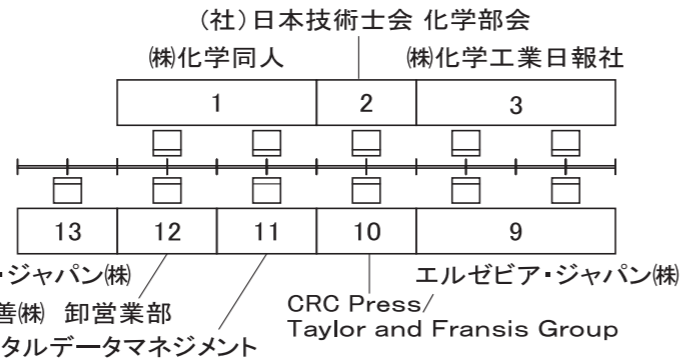 (社)日本技術士会 化学部会
㈱化学同人
㈱化学工業日報社
1
2
3
13
12
11
10
9
・ジャパン㈱
エルゼビア・ジャパン㈱
善㈱ 卸営業部
CRC Press/
Taylor and Fransis Group
タルデータマネジメント